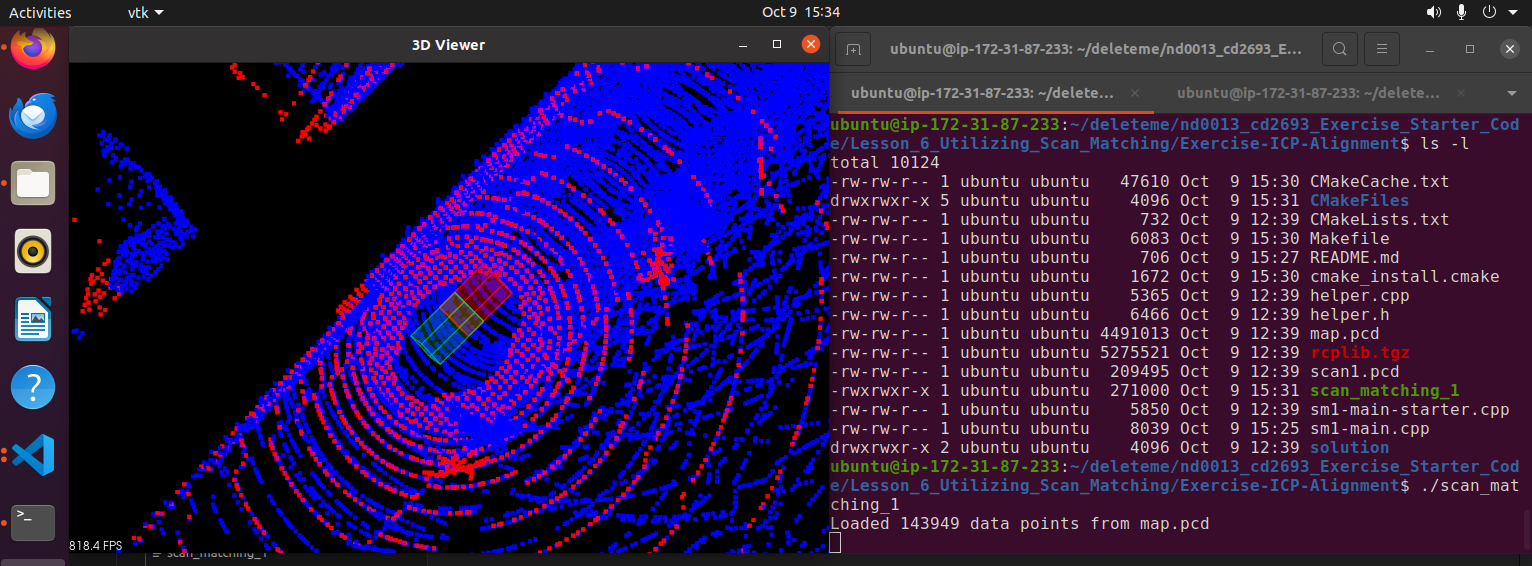 Activities
vtk
Oct 9 15:34
3D Viewer
818.4 FPS
scan_matching_1
ubuntu@ip-172-31-87-233: ~/deleteme/nd0013_cd2693_E...
ubuntu@ip-172-31-87-233: ~/delete...
ubuntu@ip-172-31-87-233: ~/delete...
ubuntu@ip-172-31-87-233:~/deleteme/nd0013_cd2693_Exercise_Starter_Cod
e/Lesson_6_Utilizing_Scan_Matching/Exercise-ICP-Alignment$ ls -l
total 10124
-rw-rw-r-- 1 ubuntu ubuntu   47610 Oct  9 15:30 CMakeCache.txt
drwxrwxr-x 5 ubuntu ubuntu    4096 Oct  9 15:31 CMakeFiles
-rw-rw-r-- 1 ubuntu ubuntu     732 Oct  9 12:39 CMakeLists.txt
-rw-rw-r-- 1 ubuntu ubuntu    6083 Oct  9 15:30 Makefile
-rw-rw-r-- 1 ubuntu ubuntu     706 Oct  9 15:27 README.md
-rw-rw-r-- 1 ubuntu ubuntu    1672 Oct  9 15:30 cmake_install.cmake
-rw-rw-r-- 1 ubuntu ubuntu    5365 Oct  9 12:39 helper.cpp
-rw-rw-r-- 1 ubuntu ubuntu    6466 Oct  9 12:39 helper.h
-rw-rw-r-- 1 ubuntu ubuntu 4491013 Oct  9 12:39 map.pcd
-rw-rw-r-- 1 ubuntu ubuntu 5275521 Oct  9 12:39 rcplib.tgz
-rw-rw-r-- 1 ubuntu ubuntu  209495 Oct  9 12:39 scan1.pcd
-rwxrwxr-x 1 ubuntu ubuntu  271000 Oct  9 15:31 scan_matching_1
-rw-rw-r-- 1 ubuntu ubuntu    5850 Oct  9 12:39 sm1-main-starter.cpp
-rw-rw-r-- 1 ubuntu ubuntu    8039 Oct  9 15:25 sm1-main.cpp
drwxrwxr-x 2 ubuntu ubuntu    4096 Oct  9 12:39 solution
ubuntu@ip-172-31-87-233:~/deleteme/nd0013_cd2693_Exercise_Starter_Cod
e/Lesson_6_Utilizing_Scan_Matching/Exercise-ICP-Alignment$ ./scan_mat
ching_1
Loaded 143949 data points from map.pcd